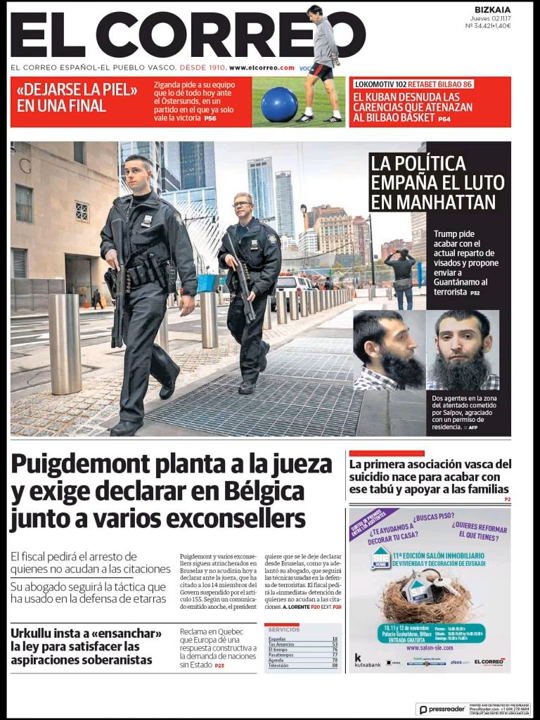 EL CORREO
BIZKAIA
Jueves 02.11.17
Nº 34.421•1,40€
EL CORREO ESPAÑOL-EL PUEBLO VASCO, DESDE 1910, www.elcorreo.com
«DEJARSE LA PIEL»
EN UNA FINAL
Ziganda pide a su equipo
que lo dé todo hoy ante
el Östersunds, en un
partido en el que ya solo
vale la victoria P56
LOKOMOTIV 102 RETABET BILBAO 86
EL KUBAN DESNUDA LAS
CARENCIAS QUE ATENAZAN
AL BILBAO BASKET P64
LA POLÍTICA
EMPAÑA EL LUTO
EN MANHATTAN
Trump pide
acabar con el
actual reparto de
visados y propone
enviar a
Guantánamo al
terrorista P32
Dos agentes en la zona
del atentado cometido
por Saípov, agraciado
con un permiso de
residencia. :: AFP
Puigdemont planta a la jueza
y exige declarar en Bélgica
junto a varios exconsellers
El fiscal pedirá el arresto de
quienes no acudan a las citaciones
Su abogado seguirá la táctica que
ha usado en la defensa de etarras
Puigdemont y varios exconse-
llers siguen atrincherados en
Bruselas y no acudirán hoy a
declarar ante la jueza, que ha
citado a los 14 miembros del
Govern suspendido por el artí-
culo 155. Según un comunica-
do emitido anoche, el president
quiere que se le deje declarar
desde Bruselas, como ya ade-
lantó su abogado, que seguirá
las técnicas usadas en la defen-
sa de terroristas. El fiscal pedi-
rá la «inmediata» detención de
quienes no acudan a las cita-
ciones. A. LORENTE P20 EDIT. P29
Urkullu insta a «ensanchar»
la ley para satisfacer las
aspiraciones soberanistas
Reclama en Quebec
que Europa dé una
respuesta constructiva a
la demanda de naciones
sin Estado P23
SERVICIOS
Esquelas
Tus Anuncios
El tiempo 76
Pasatiempos
Agenda 78
Televisión
La primera asociación vasca del
suicidio nace para acabar con
ese tabú y apoyar a las familias
P2
¿TE AYUDAMOS A
DECORAR TU CASA?
¿BUSCAS PISO?
¿QUIERES REFORMAR
EL QUE TIENES?
11ª EDICIÓN SALÓN INMOBILIARIO
DE VIVIENDAS Y DECORACIÓN DE EUSKADI
10, 11 y 12 de noviembre
Palacio Euskalduna, Bilbao
ENTRADA GRATUITA
www.salon-sie.com
kutxabank
EL CORREO
pressreader